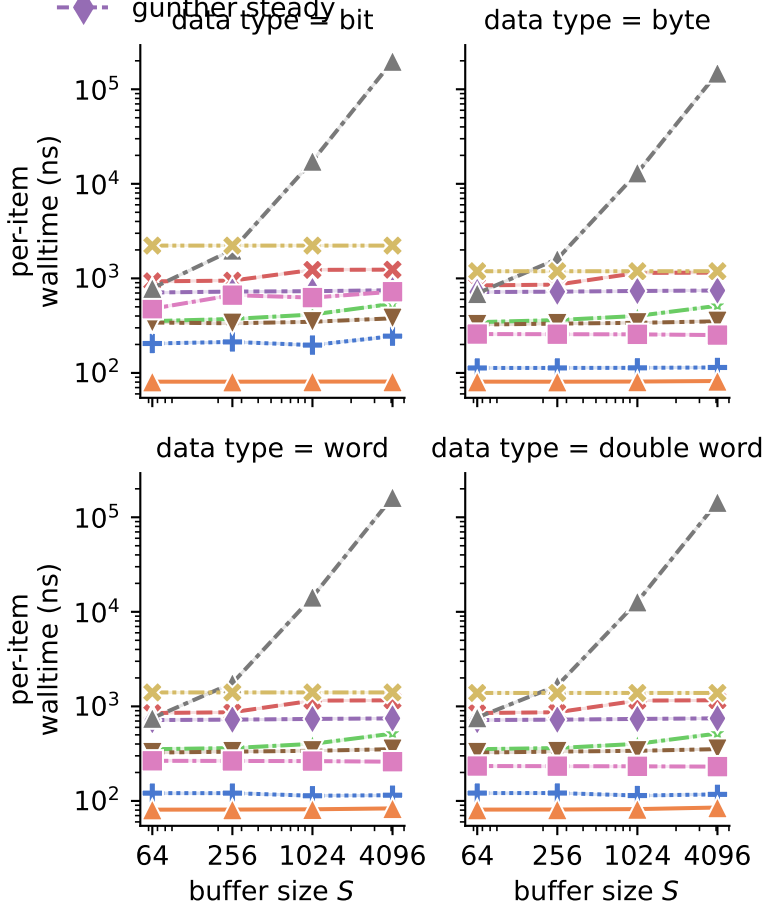 gunther steady
data type = bit
data type = byte
per-item
walltime (ns)
10^5
10^4
10^3
10^2
data type = word
data type = double word
per-item
walltime (ns)
10^5
10^4
10^3
10^2
64 256 1024 4096
64 256 1024 4096
buffer size S
buffer size S